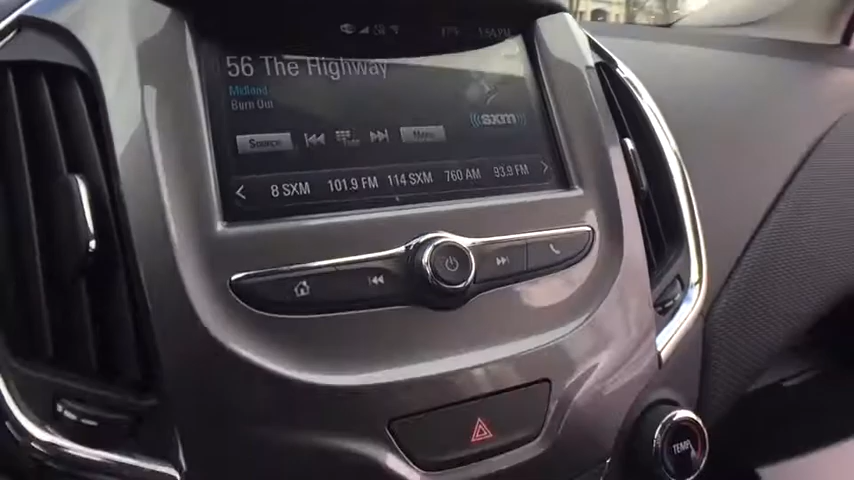 56 The Highway
Midland
Burn Out
Source
Tune
Menu
sxm
8 SXM 101.9 FM 114 SXM 760 AM 93.9 FM
TEMP